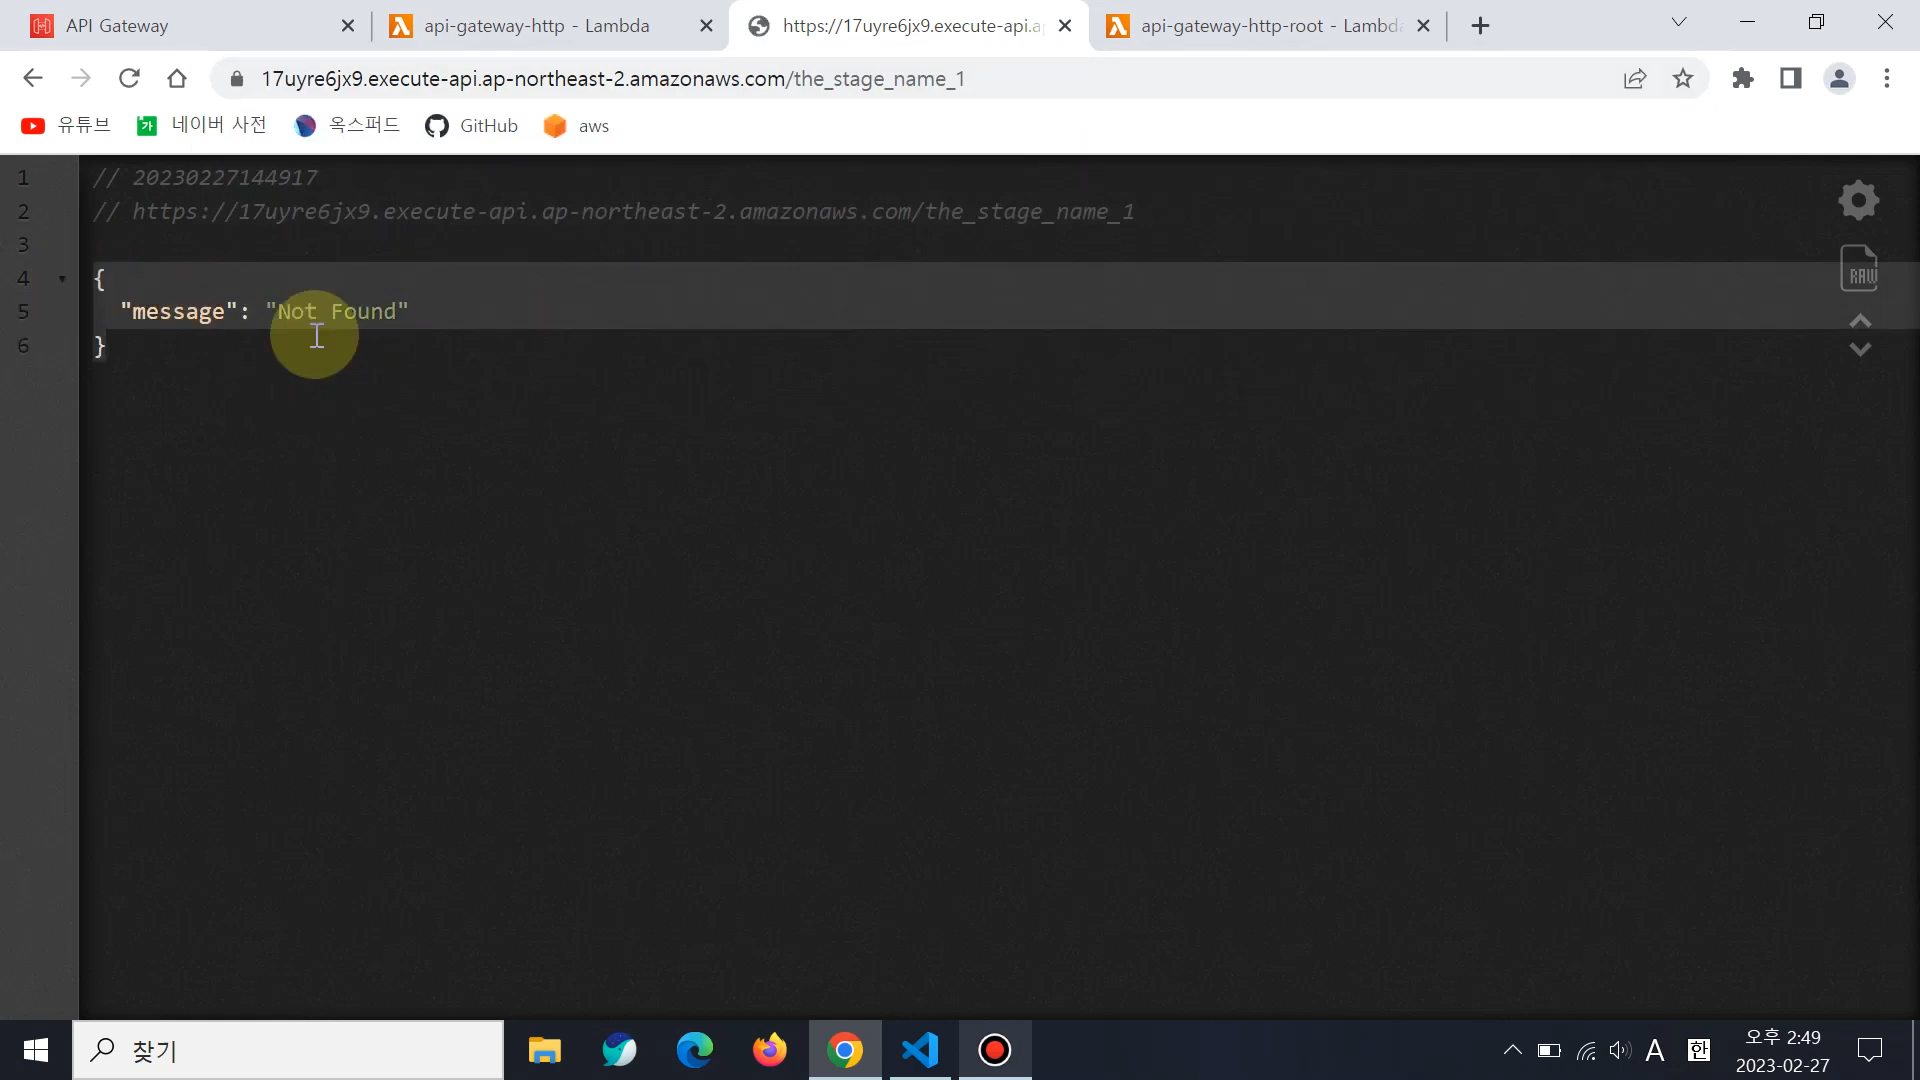 API Gateway
api-gateway-http - Lambda
https://17uyre6jx9.execute-api.a
api-gateway-http-root - Lambda
17uyre6jx9.execute-api.ap-northeast-2.amazonaws.com/the_stage_name_1
유튜브
네이버 사전
옥스퍼드
GitHub
aws
1 // 20230227144917
2 // https://17uyre6jx9.execute-api.ap-northeast-2.amazonaws.com/the_stage_name_1
3
4 {
5 "message": "Not Found"
6 }
RAW
찾기
A
한
오후 2:49
2023-02-27